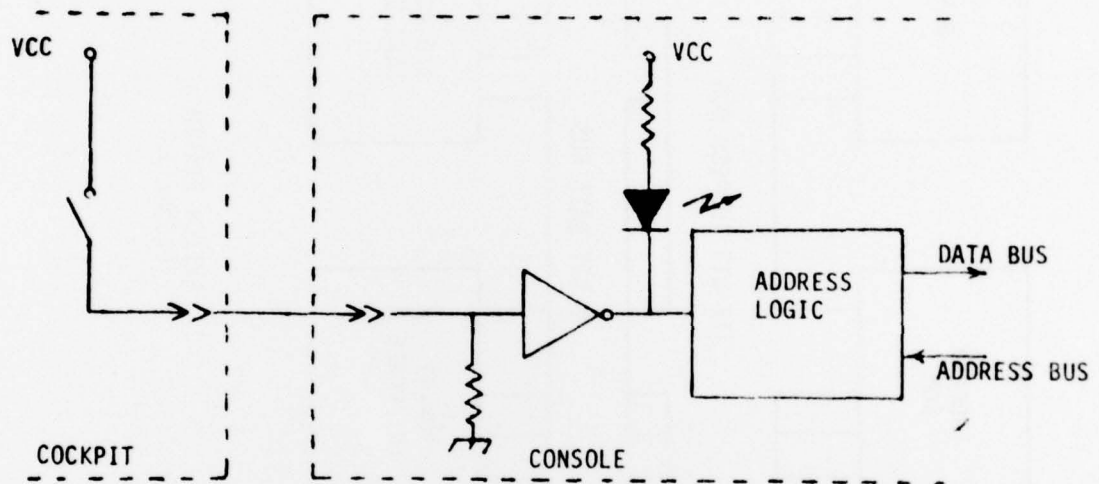 VCC
VCC
ADDRESS
LOGIC
DATA BUS
ADDRESS BUS
COCKPIT
CONSOLE